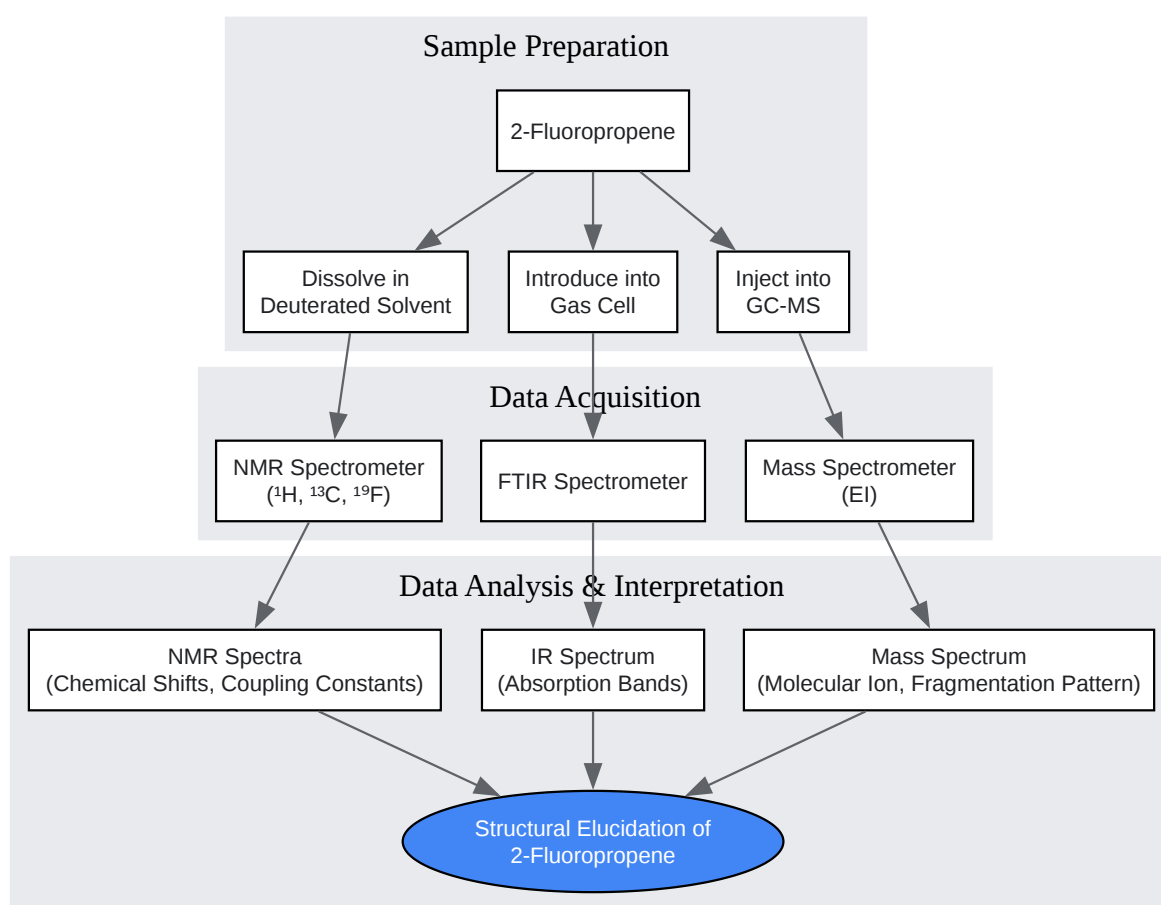 Sample Preparation
2-Fluoropropene
Dissolve in
Deuterated Solvent
Introduce into
Gas Cell
Inject into
GC-MS
Data Acquisition
NMR Spectrometer
(¹H, ¹³C, ¹⁹F)
FTIR Spectrometer
Mass Spectrometer
(EI)
Data Analysis & Interpretation
NMR Spectra
(Chemical Shifts, Coupling Constants)
IR Spectrum
(Absorption Bands)
Mass Spectrum
(Molecular Ion, Fragmentation Pattern)
Structural Elucidation of
2-Fluoropropene